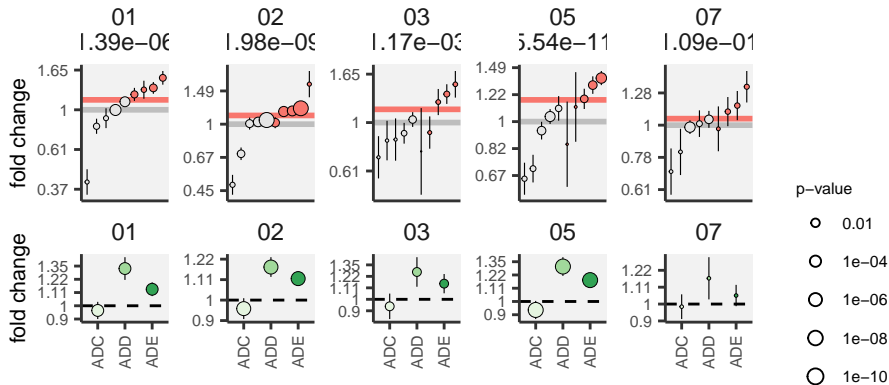 01
02
03
05
07
1.39e−06
1.98e−09
1.17e−03
5.54e−11
1.09e−01
fold change
1.65
1
0.61
0.37
1.49
1
0.67
0.45
1.65
1
0.61
1.49
1.22
1
0.82
0.67
1.28
1
0.78
0.61
01
02
03
05
07
fold change
1.35
1.22
1.11
1
0.9
1.22
1.11
1
0.9
1.35
1.22
1.11
1
0.9
1.35
1.22
1.11
1
0.9
1.22
1.11
1
0.9
ADC
ADD
ADE
ADC
ADD
ADE
ADC
ADD
ADE
ADC
ADD
ADE
ADC
ADD
ADE
p−value
0.01
1e−04
1e−06
1e−08
1e−10